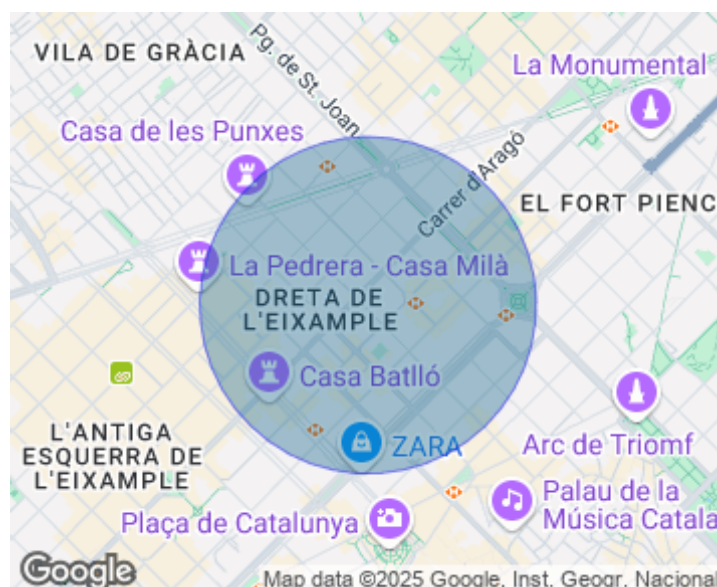 VILA DE GRÀCIA
Pg. de St. Joan
La Monumental
Casa de les Punxes
Carrer d'Aragó
EL FORT PIENC
La Pedrera - Casa Milà
DRETA DE
L'EIXAMPLE
Casa Batlló
ZARA
L'ANTIGA
ESQUERRA DE
L'EIXAMPLE
Arc de Triomf
Plaça de Catalunya
Palau de la
Música Catala
Google
Map data ©2025 Google, Inst. Geogr. Nacional